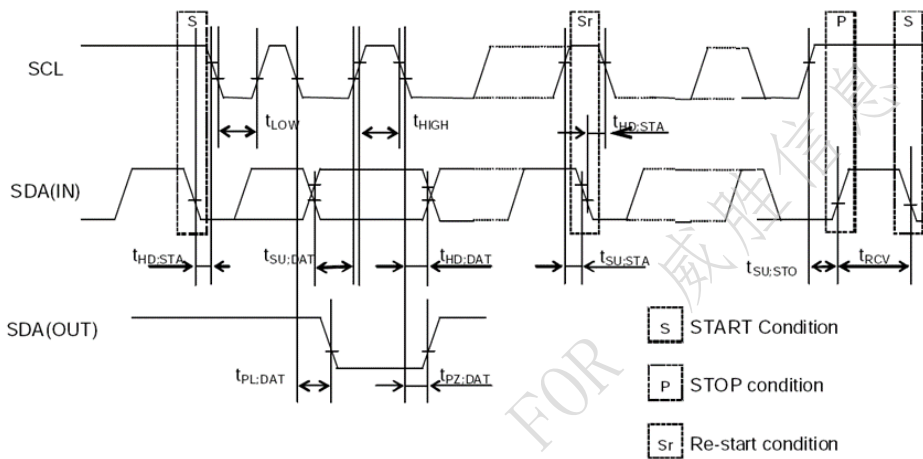 S
Sr
P
S
SCL
tLOW
tHIGH
tHD:STA
SDA(IN)
tHD:STA
tSU:DAT
tHD:DAT
tSU:STA
tSU:STO
tRCV
SDA(OUT)
tPL:DAT
tPZ:DAT
S START Condition
P STOP condition
Sr Re-start condition
FOR 威胜信息